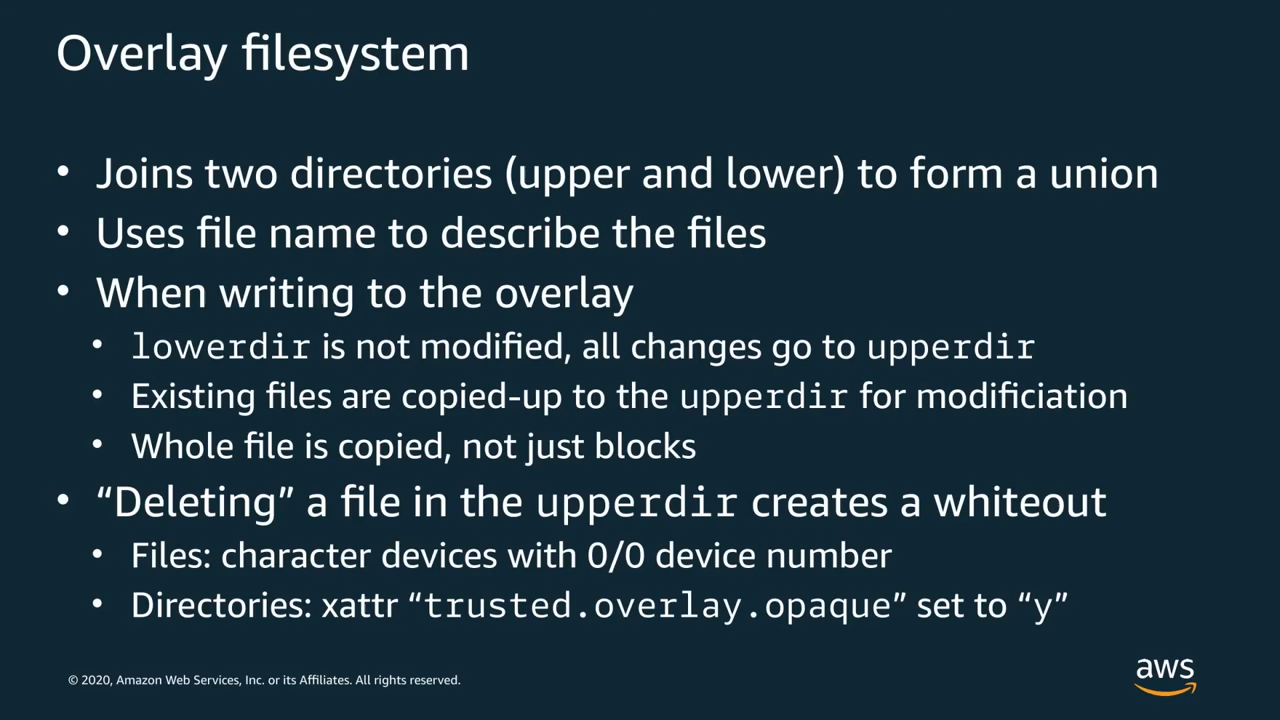 Overlay filesystem
• Joins two directories (upper and lower) to form a union
• Uses file name to describe the files
• When writing to the overlay
• lowerdir is not modified, all changes go to upperdir
• Existing files are copied-up to the upperdir for modificiation
• Whole file is copied, not just blocks
• “Deleting” a file in the upperdir creates a whiteout
• Files: character devices with 0/0 device number
• Directories: xattr “trusted.overlay.opaque” set to “y”
© 2020, Amazon Web Services, Inc. or its Affiliates. All rights reserved.
aws